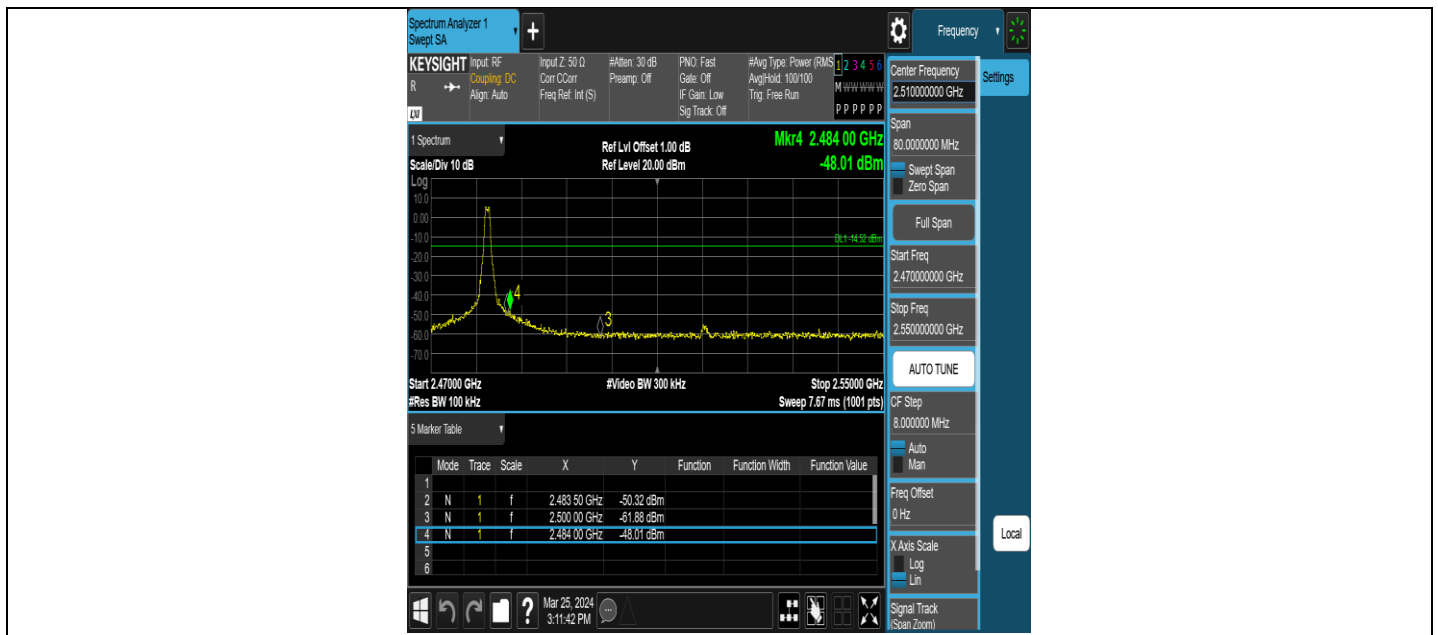 Spectrum Analyzer 1
Swept SA
+
Frequency
KEYSIGHT
R
LXI
Input: RF
Coupling: DC
Align: Auto
Input Z: 50 Ω
Corr CCorr
Freq Ref: Int (S)
#Atten: 30 dB
Preamp: Off
PNO: Fast
Gate: Off
IF Gain: Low
Sig Track: Off
#Avg Type: Power (RMS
Avg|Hold: 100/100
Trig: Free Run
1 2 3 4 5 6
M W W W W W
P P P P P P
1 Spectrum
Scale/Div 10 dB
Ref Lvl Offset 1.00 dB
Ref Level 20.00 dBm
Mkr4 2.484 00 GHz
-48.01 dBm
Log
10.0
0.00
-10.0
-20.0
-30.0
-40.0
-50.0
-60.0
-70.0
DL1 -14.52 dBm
4
3
Start 2.47000 GHz
#Res BW 100 kHz
#Video BW 300 kHz
Stop 2.55000 GHz
Sweep 7.67 ms (1001 pts)
5 Marker Table
Mode Trace Scale X Y Function Function Width Function Value
1
2 N 1 f 2.483 50 GHz -50.32 dBm
3 N 1 f 2.500 00 GHz -61.88 dBm
4 N 1 f 2.484 00 GHz -48.01 dBm
5
6
?
Mar 25, 2024
3:11:42 PM
Center Frequency
2.510000000 GHz
Span
80.0000000 MHz
Swept Span
Zero Span
Full Span
Start Freq
2.470000000 GHz
Stop Freq
2.550000000 GHz
AUTO TUNE
CF Step
8.000000 MHz
Auto
Man
Freq Offset
0 Hz
X Axis Scale
Log
Lin
Signal Track
(Span Zoom)
Settings
Local